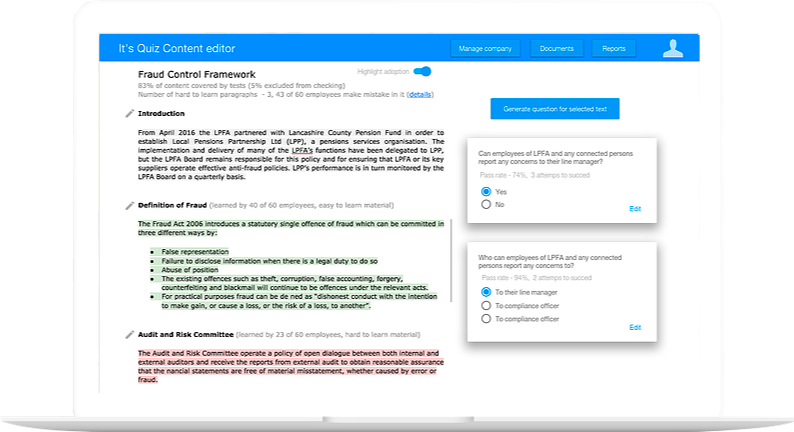 It's Quiz Content editor
Manage company
Documents
Reports
Fraud Control Framework
Highlight adoption
83% of content covered by tests (5% excluded from checking)
Number of hard to learn paragraphs - 3, 43 of 60 employees make mistake in it (details)
Introduction
From April 2016 the LPFA partnered with Lancashire County Pension Fund in order to
establish Local Pensions Partnership Ltd (LPP), a pensions services organisation. The
implementation and delivery of many of the LPFA's functions have been delegated to LPP,
but the LPFA Board remains responsible for this policy and for ensuring that LPFA or its key
suppliers operate effective anti-fraud policies. LPP's performance is in turn monitored by the
LPFA Board on a quarterly basis.
Definition of Fraud (learned by 40 of 60 employees, easy to learn material)
The Fraud Act 2006 introduces a statutory single offence of fraud which can be committed in
three different ways by:
• False representation
• Failure to disclose information when there is a legal duty to do so
• Abuse of position
• The existing offences such as theft, corruption, false accounting, forgery,
counterfeiting and blackmail will continue to be offences under the relevant acts.
• For practical purposes fraud can be de ned as "dishonest conduct with the intention
to make gain, or cause a loss, or the risk of a loss, to another".
Audit and Risk Committee (learned by 23 of 60 employees, hard to learn material)
The Audit and Risk Committee operate a policy of open dialogue between both internal and
external auditors and receive the reports from external audit to obtain reasonable assurance
that the nancial statements are free of material misstatement, whether caused by error or
fraud.
Generate question for selected text
Can employees of LPFA and any connected persons
report any concerns to their line manager?
Pass rate - 74%, 3 attempts to succed
Yes
No
Edit
Who can employees of LPFA and any connected
persons report any concerns to?
Pass rate - 94%, 2 attempts to succed
To their line manager
To compliance officer
To compliance officer
Edit